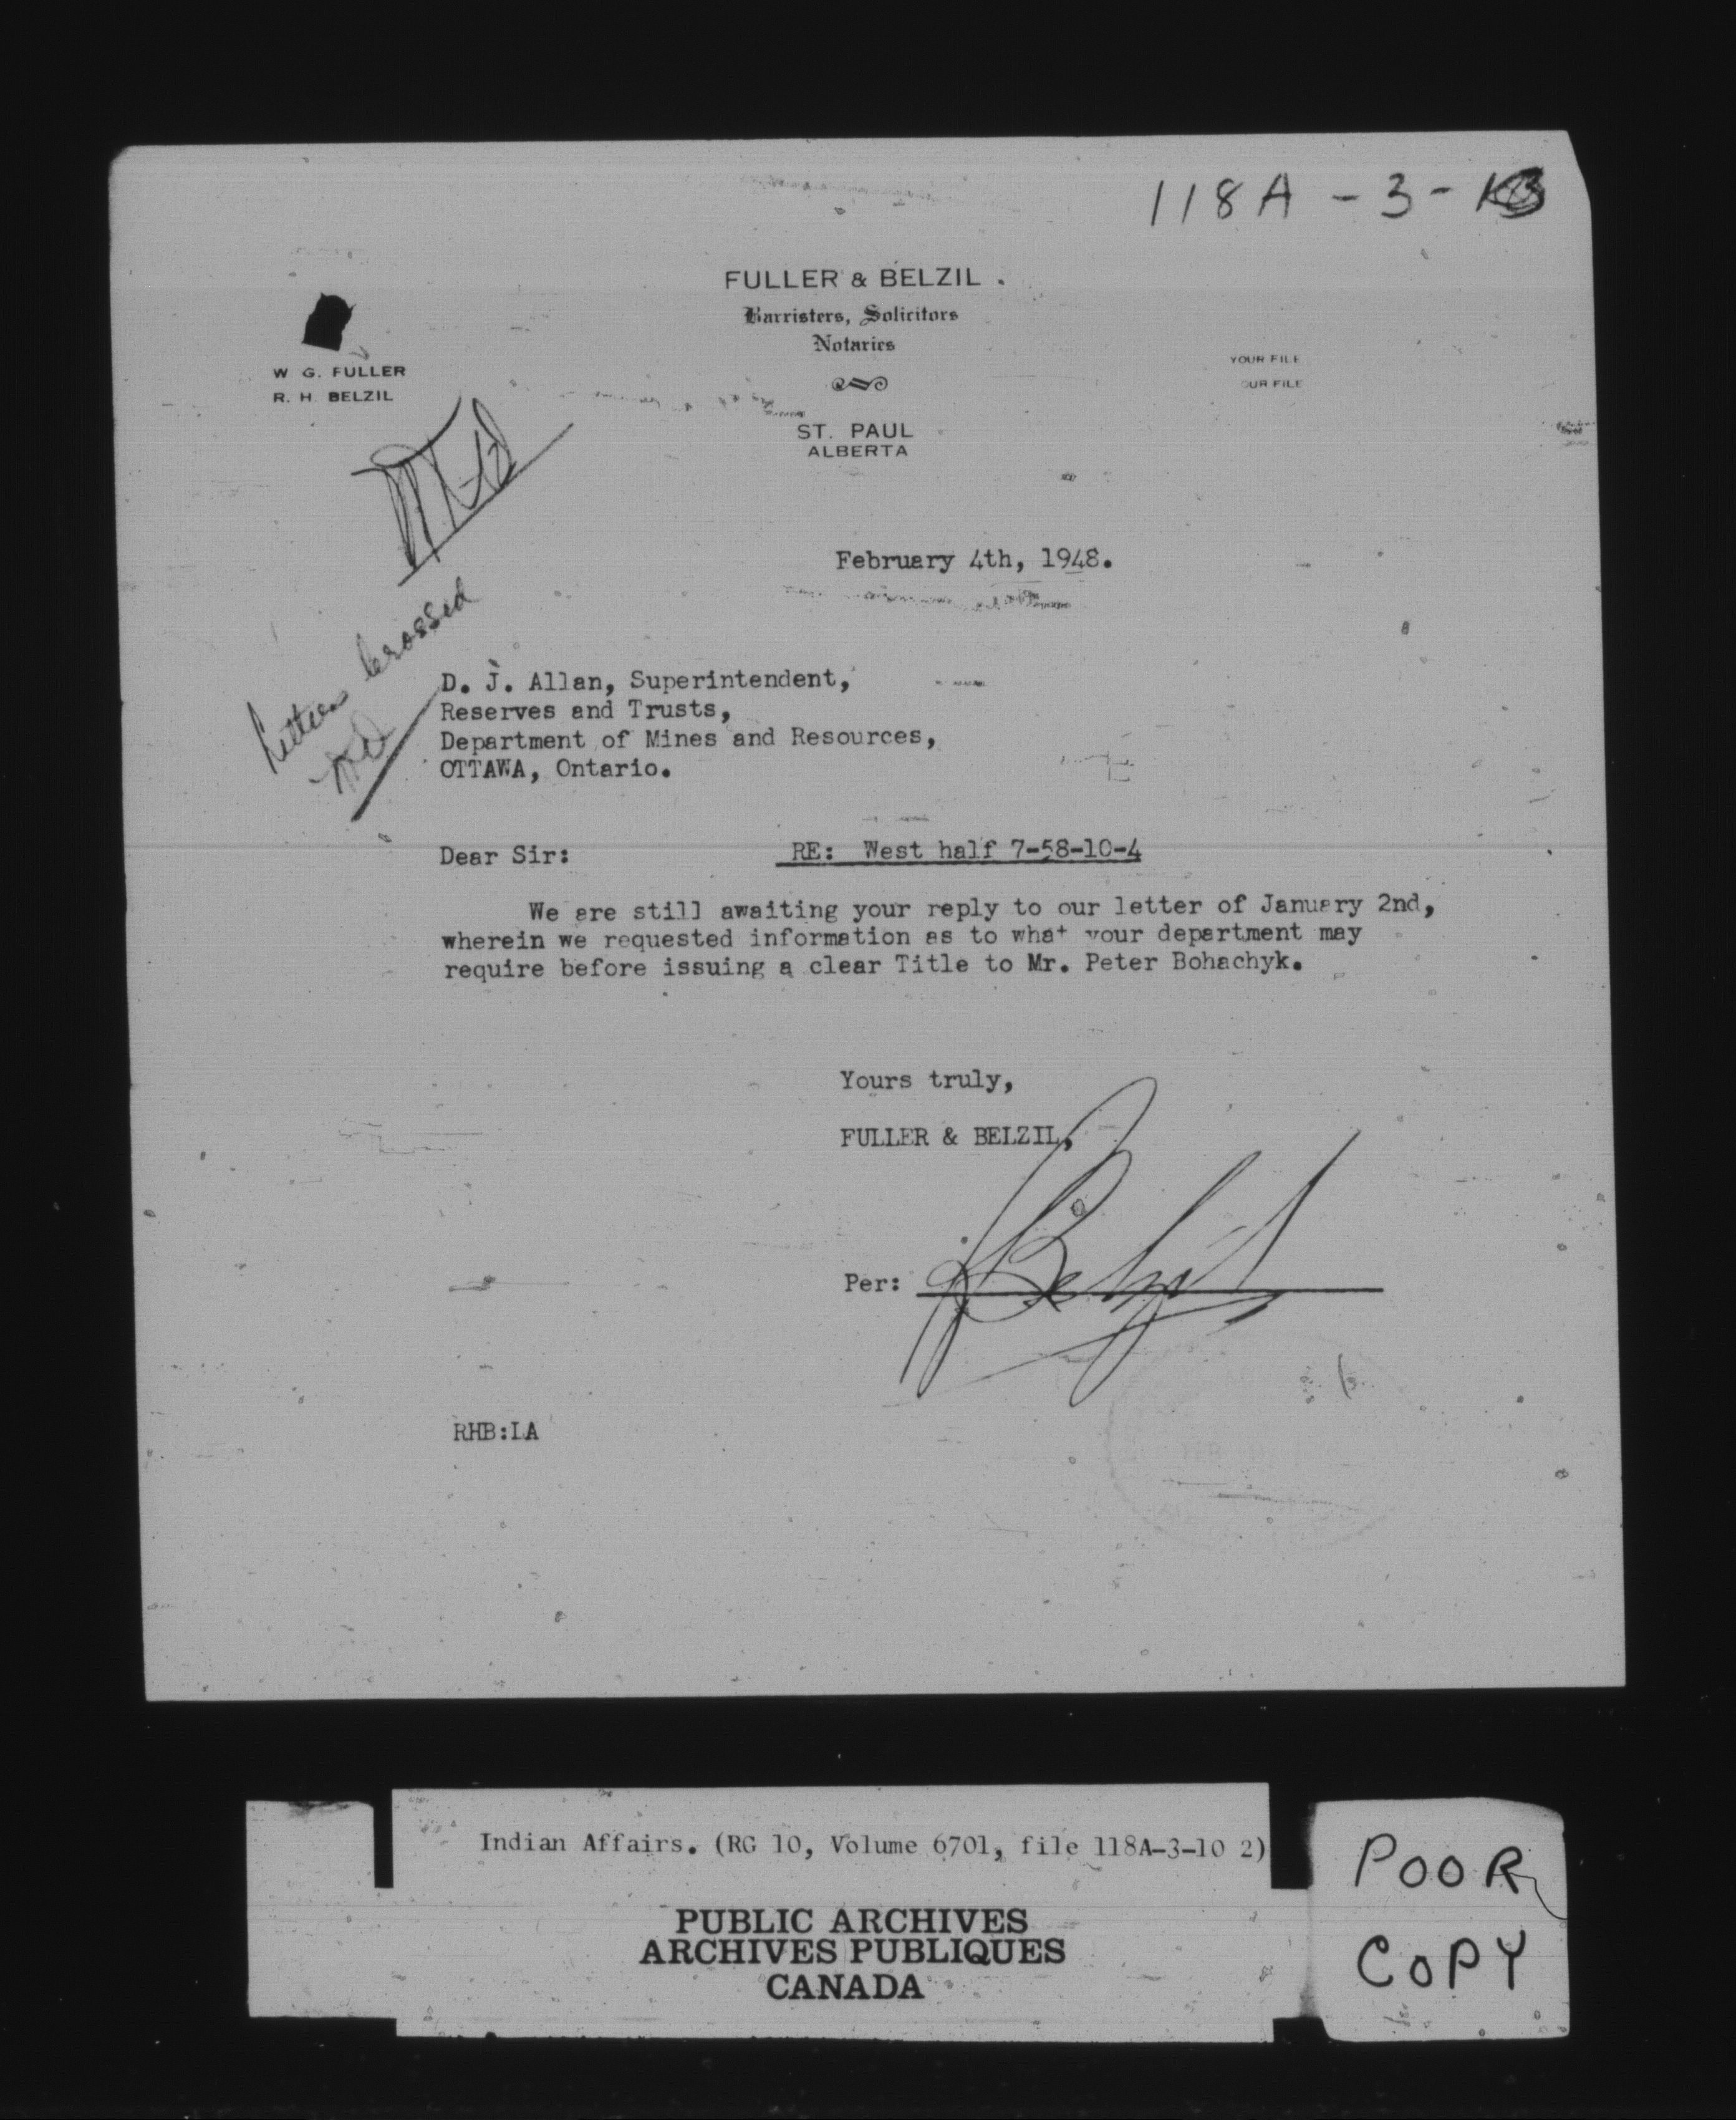 118A - 3 -
FULLER & BELZIL.
Barristers, Solicitors
Notaries
W G. FULLER
R. H. BELZIL
YOUR FILE
OUR FILE
ST. PAUL
ALBERTA
February 4th, 1948.
Letters Crossed
D. J. Allan, Superintendent,
Reserves and Trusts,
Department of Mines and Resources,
OTTAWA, Ontario.
Dear Sir: RE: West half 7-58-10-4
We are still awaiting your reply to our letter of January 2nd,
wherein we requested information as to what your department may
require before issuing a clear Title to Mr. Peter Bohachyk.
Yours truly,
FULLER & BELZIL,
Per: Belzil
RHB:LA
FEB
Indian Affairs. (RG 10, Volume 6701, file 118A-3-10 2)
PUBLIC ARCHIVES
ARCHIVES PUBLIQUES
CANADA
POOR
COPY